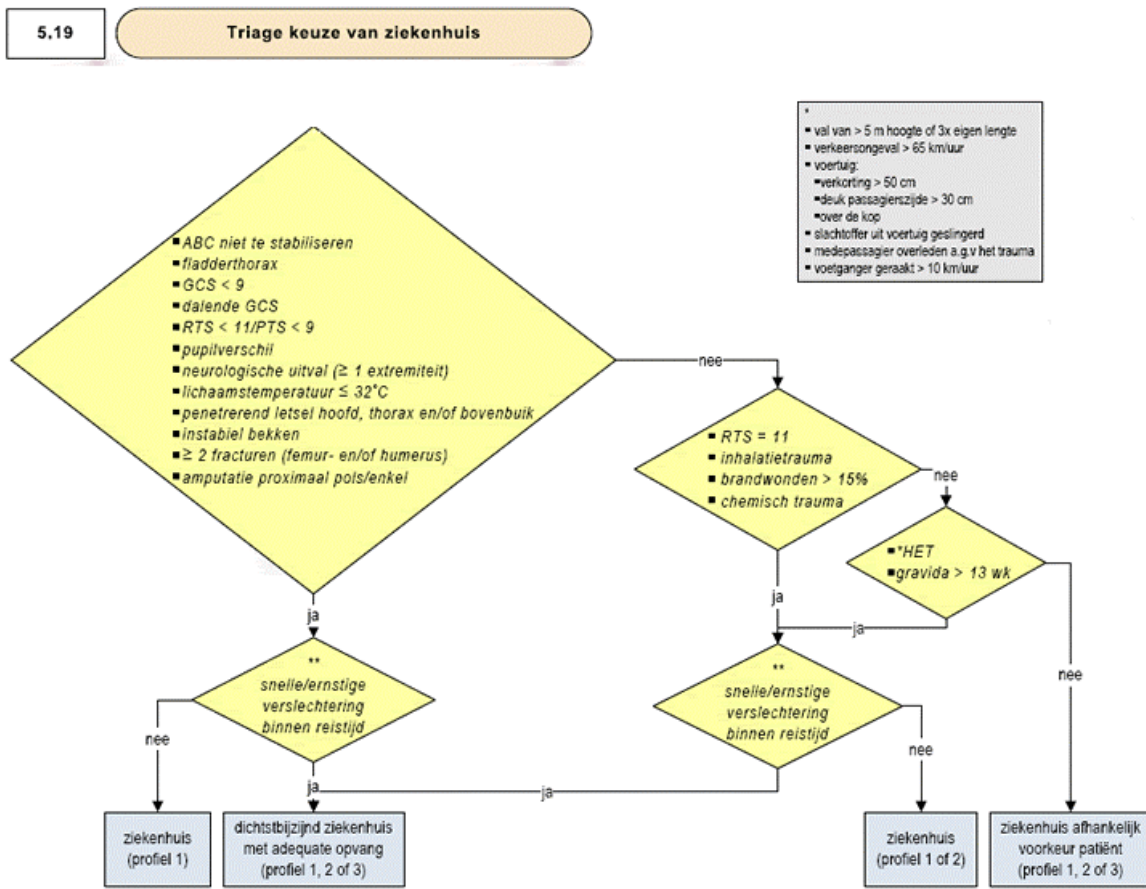 5.19
Triage keuze van ziekenhuis
*
▪ val van > 5 m hoogte of 3x eigen lengte
▪ verkeersongeval > 65 km/uur
▪ voertuig:
▪verkorting > 50 cm
▪deuk passagierszijde > 30 cm
▪over de kop
▪ slachtoffer uit voertuig geslingerd
▪ medepassagier overleden a.g.v het trauma
▪ voetganger geraakt > 10 km/uur
▪ABC niet te stabiliseren
▪fladderthorax
▪GCS < 9
▪dalende GCS
▪RTS < 11/PTS < 9
▪pupilverschil
▪neurologische uitval (≥ 1 extremiteit)
▪lichaamstemperatuur ≤ 32°C
▪penetrerend letsel hoofd, thorax en/of bovenbuik
▪instabiel bekken
▪≥ 2 fracturen (femur- en/of humerus)
▪amputatie proximaal pols/enkel
nee
▪ RTS = 11
▪ inhalatietrauma
▪ brandwonden > 15%
▪ chemisch trauma
nee
▪*HET
▪gravida > 13 wk
ja
ja
ja
nee
**
snelle/ernstige
verslechtering
binnen reistijd
**
snelle/ernstige
verslechtering
binnen reistijd
nee
ja
ja
nee
ziekenhuis
(profiel 1)
dichtstbijzijnd ziekenhuis
met adequate opvang
(profiel 1, 2 of 3)
ziekenhuis
(profiel 1 of 2)
ziekenhuis afhankelijk
voorkeur patiënt
(profiel 1, 2 of 3)